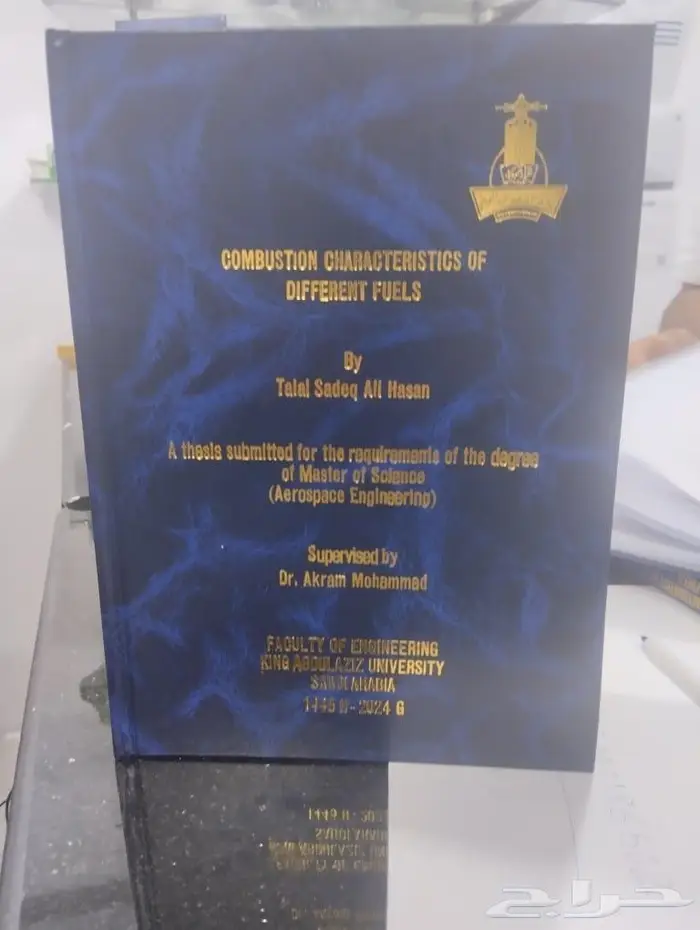 COMBUSTION CHARACTERISTICS OF
DIFFERENT FUELS
By
Talal Sadeq Ali Hasan
A thesis submitted for the requirements of the degree
of Master of Science
(Aerospace Engineering)
Supervised by
Dr. Akram Mohammad
FACULTY OF ENGINEERING
KING ABDULAZIZ UNIVERSITY
SAUDI ARABIA
H - 2024 G
حراج